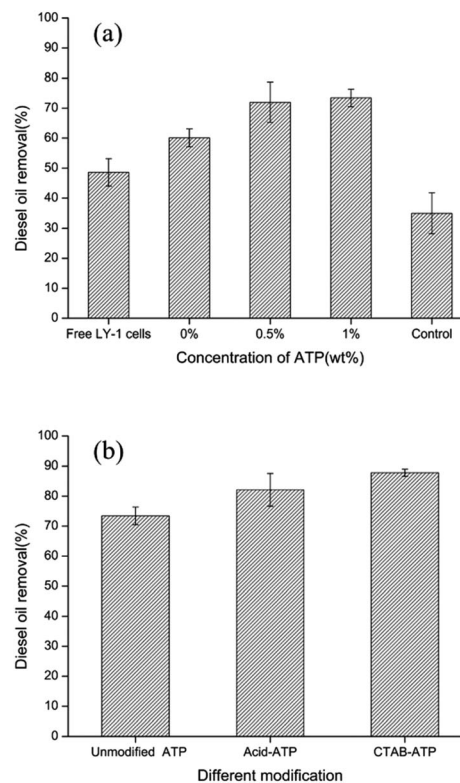 (a)
Diesel oil removal(%)
100
90
80
70
60
50
40
30
20
10
0
Free LY-1 cells 0% 0.5% 1% Control
Concentration of ATP(wt%)
(b)
Diesel oil removal(%)
100
90
80
70
60
50
40
30
20
10
0
Unmodified ATP Acid-ATP CTAB-ATP
Different modification